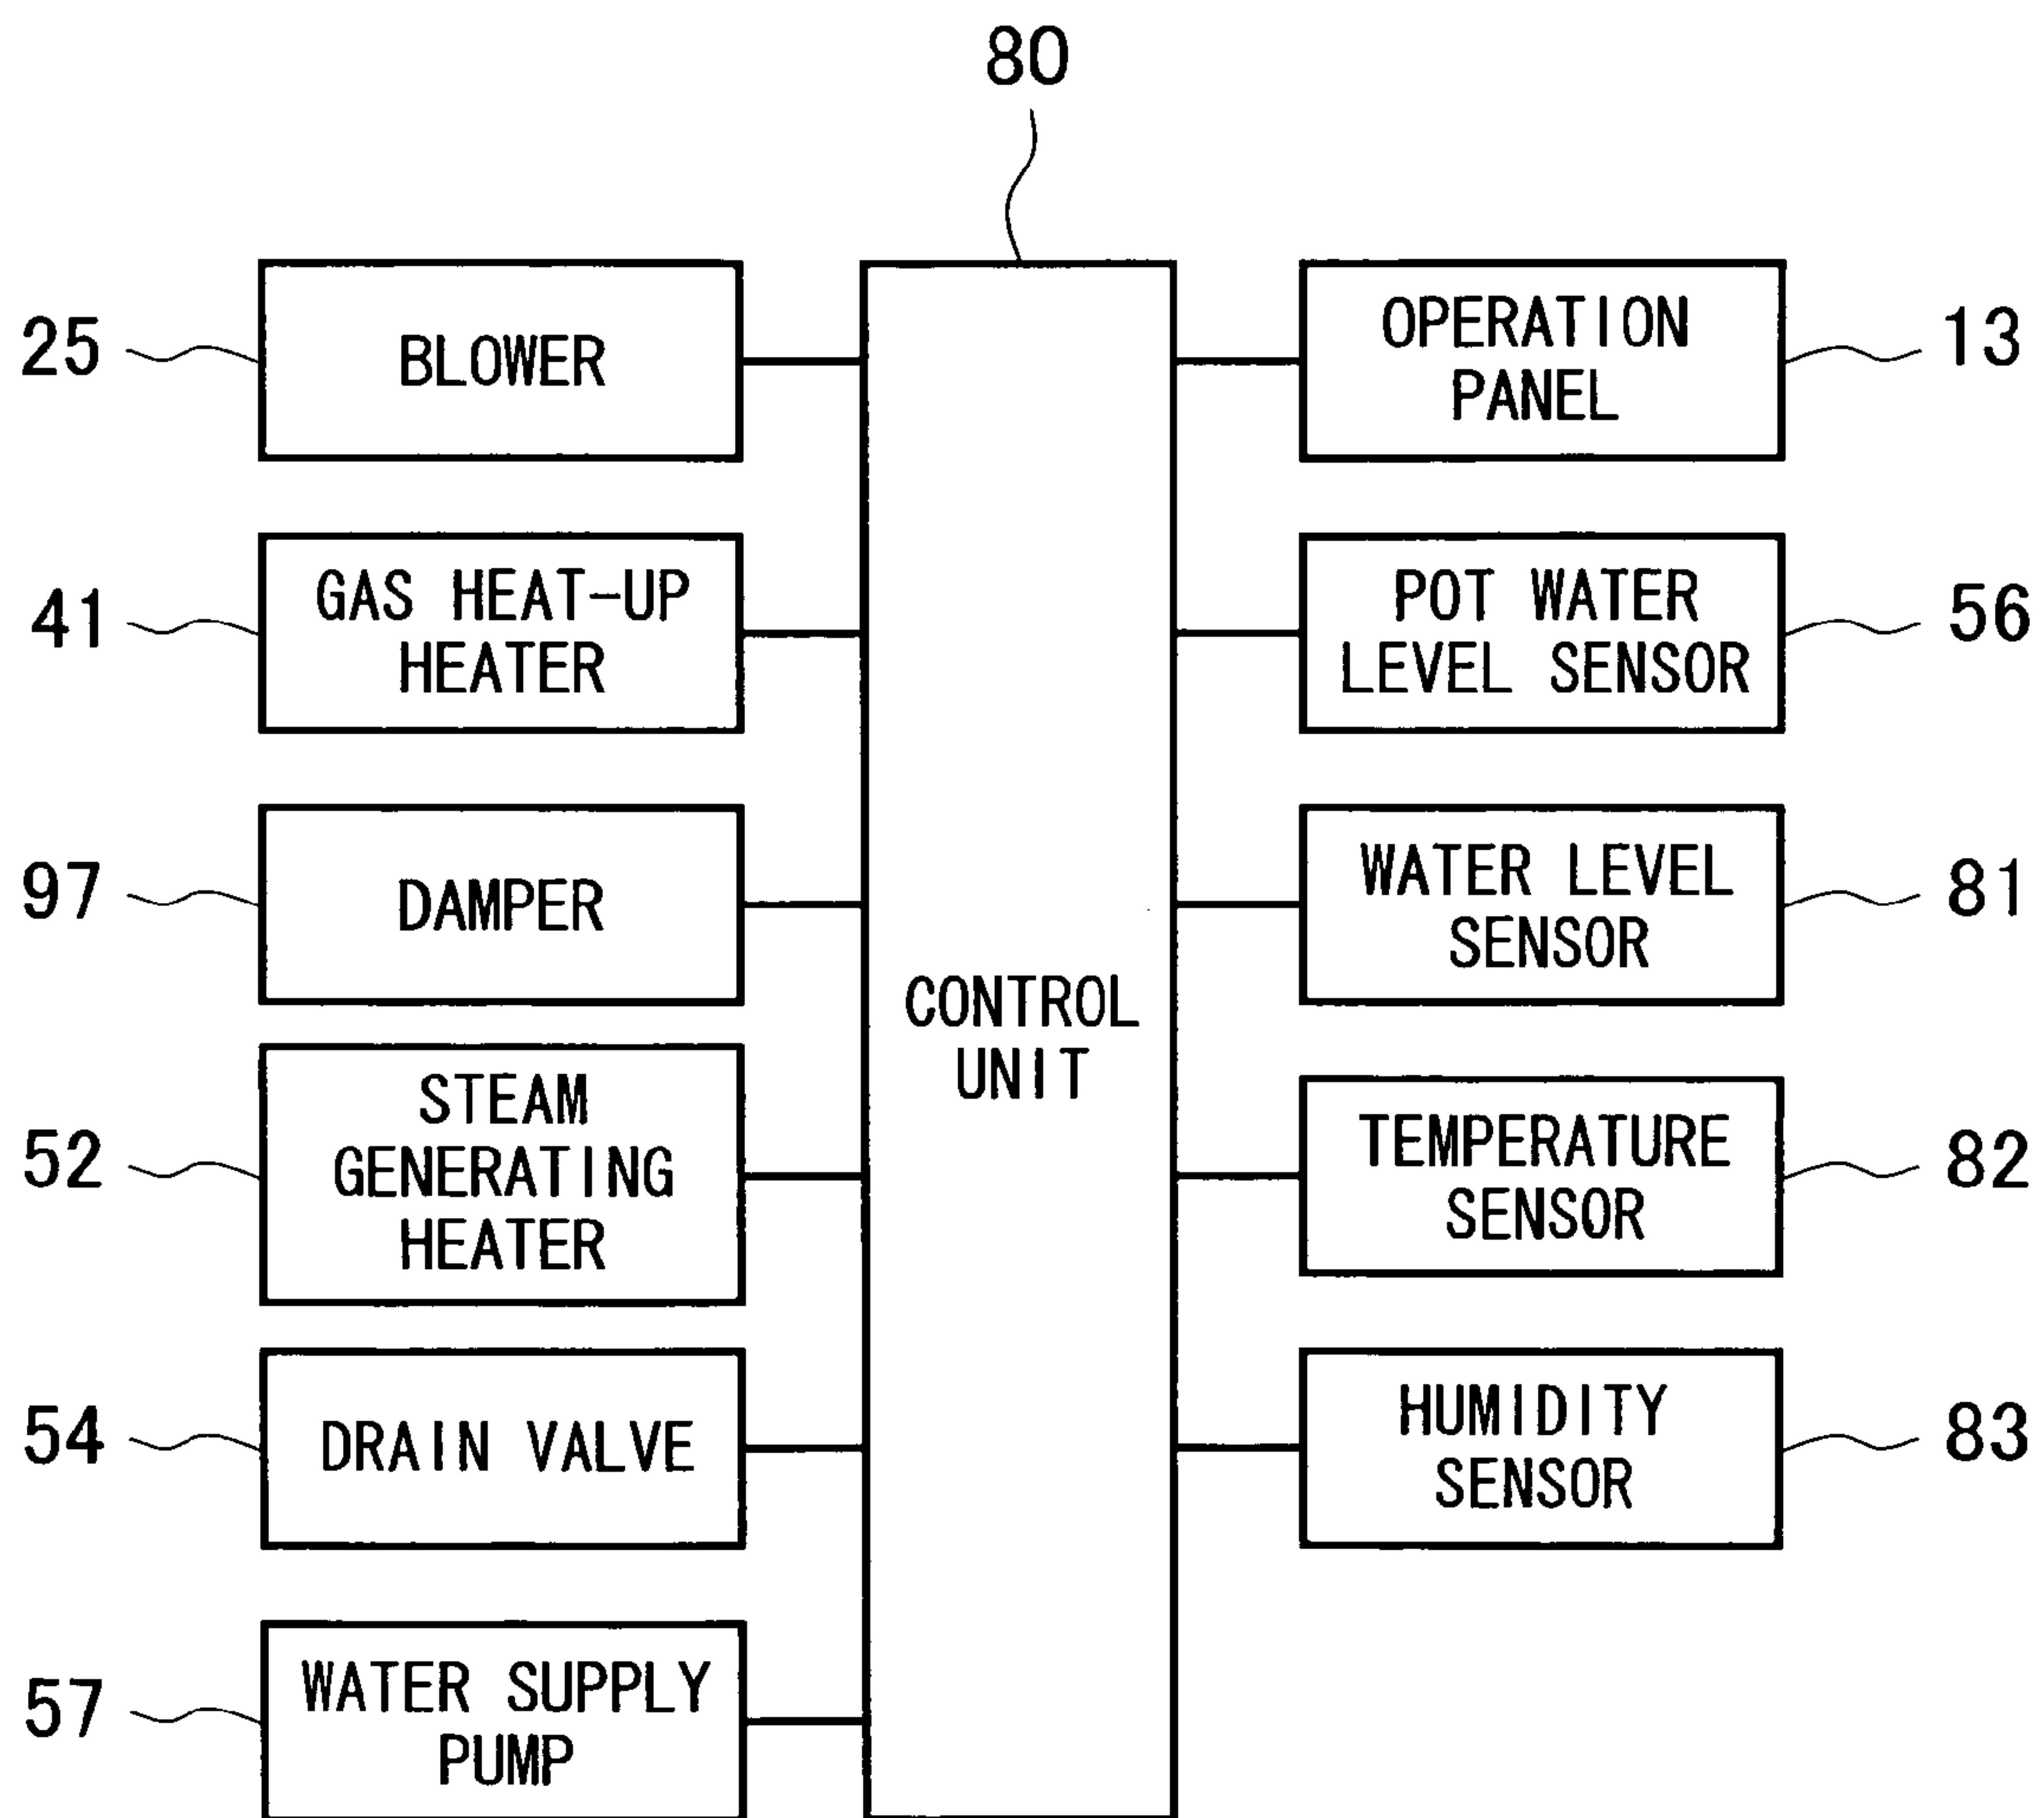 80
25
BLOWER
41
GAS HEAT-UP
HEATER
97
DAMPER
52
STEAM
GENERATING
HEATER
54
DRAIN VALVE
57
WATER SUPPLY
PUMP
CONTROL
UNIT
OPERATION
PANEL
13
POT WATER
LEVEL SENSOR
56
WATER LEVEL
SENSOR
81
TEMPERATURE
SENSOR
82
HUMIDITY
SENSOR
83